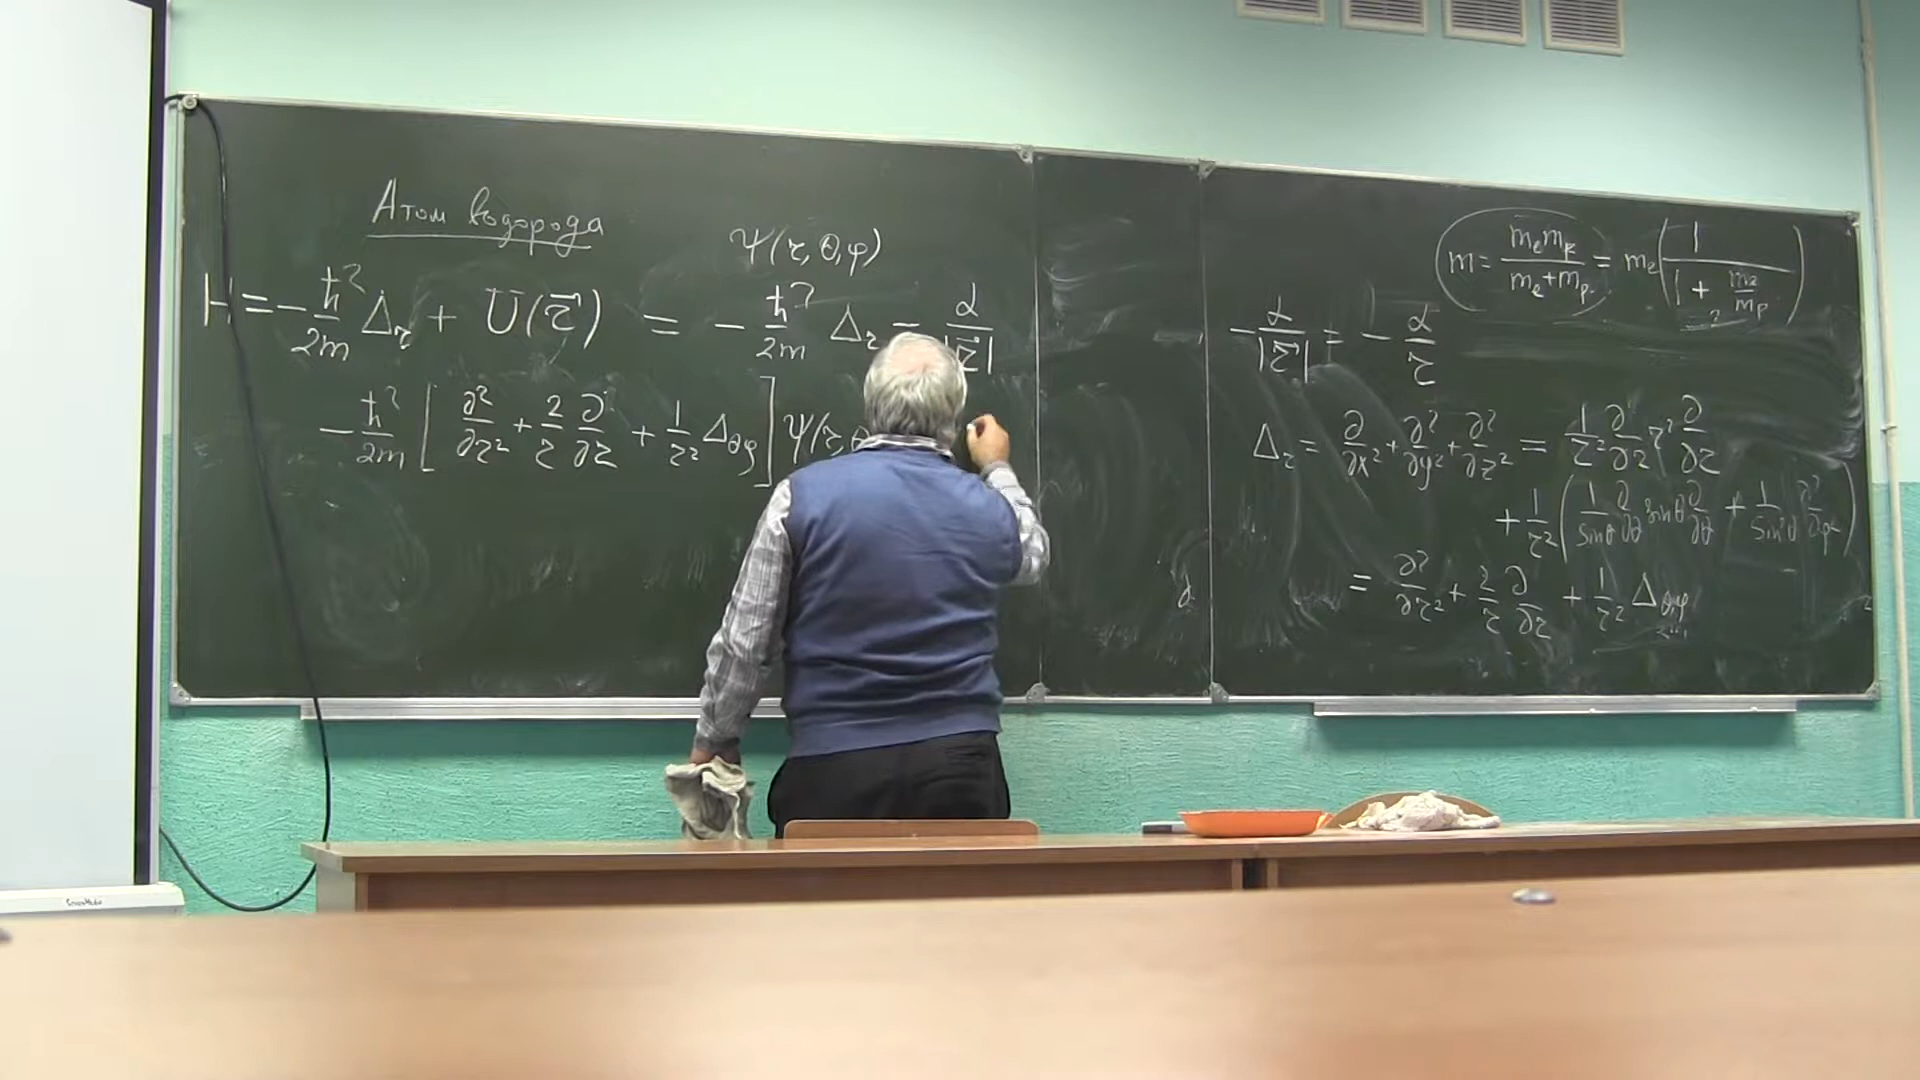 Атом водорода
ψ(r, θ, φ)
H = - ħ²/2m Δ_r + U(r⃗) = - ħ²/2m Δ_r - α/|r⃗|
- ħ²/2m [ ∂²/∂r² + 2/r ∂/∂r + 1/r² Δ_θφ ] ψ(r, θ
m = m_e m_p / (m_e + m_p) = m_e ( 1 / (1 + m_e/m_p) )
- α/|r⃗| = - α/r
Δ_r = ∂/∂x² + ∂²/∂y² + ∂²/∂z² = 1/r² ∂/∂r r² ∂/∂r
+ 1/r² ( 1/sinθ ∂/∂θ sinθ ∂/∂θ + 1/sin²θ ∂²/∂φ² )
= ∂²/∂r² + 2/r ∂/∂r + 1/r² Δ_θ,φ